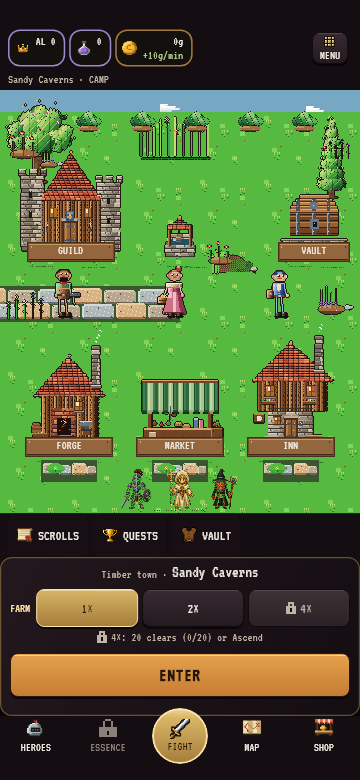 AL 0
0
0g
+10g/min
MENU
Sandy Caverns · CAMP
GUILD
VAULT
FORGE
MARKET
INN
SCROLLS
QUESTS
VAULT
Timber town · Sandy Caverns
FARM
1X
2X
4X
4X: 20 clears (0/20) or Ascend
ENTER
HEROES
ESSENCE
FIGHT
MAP
SHOP